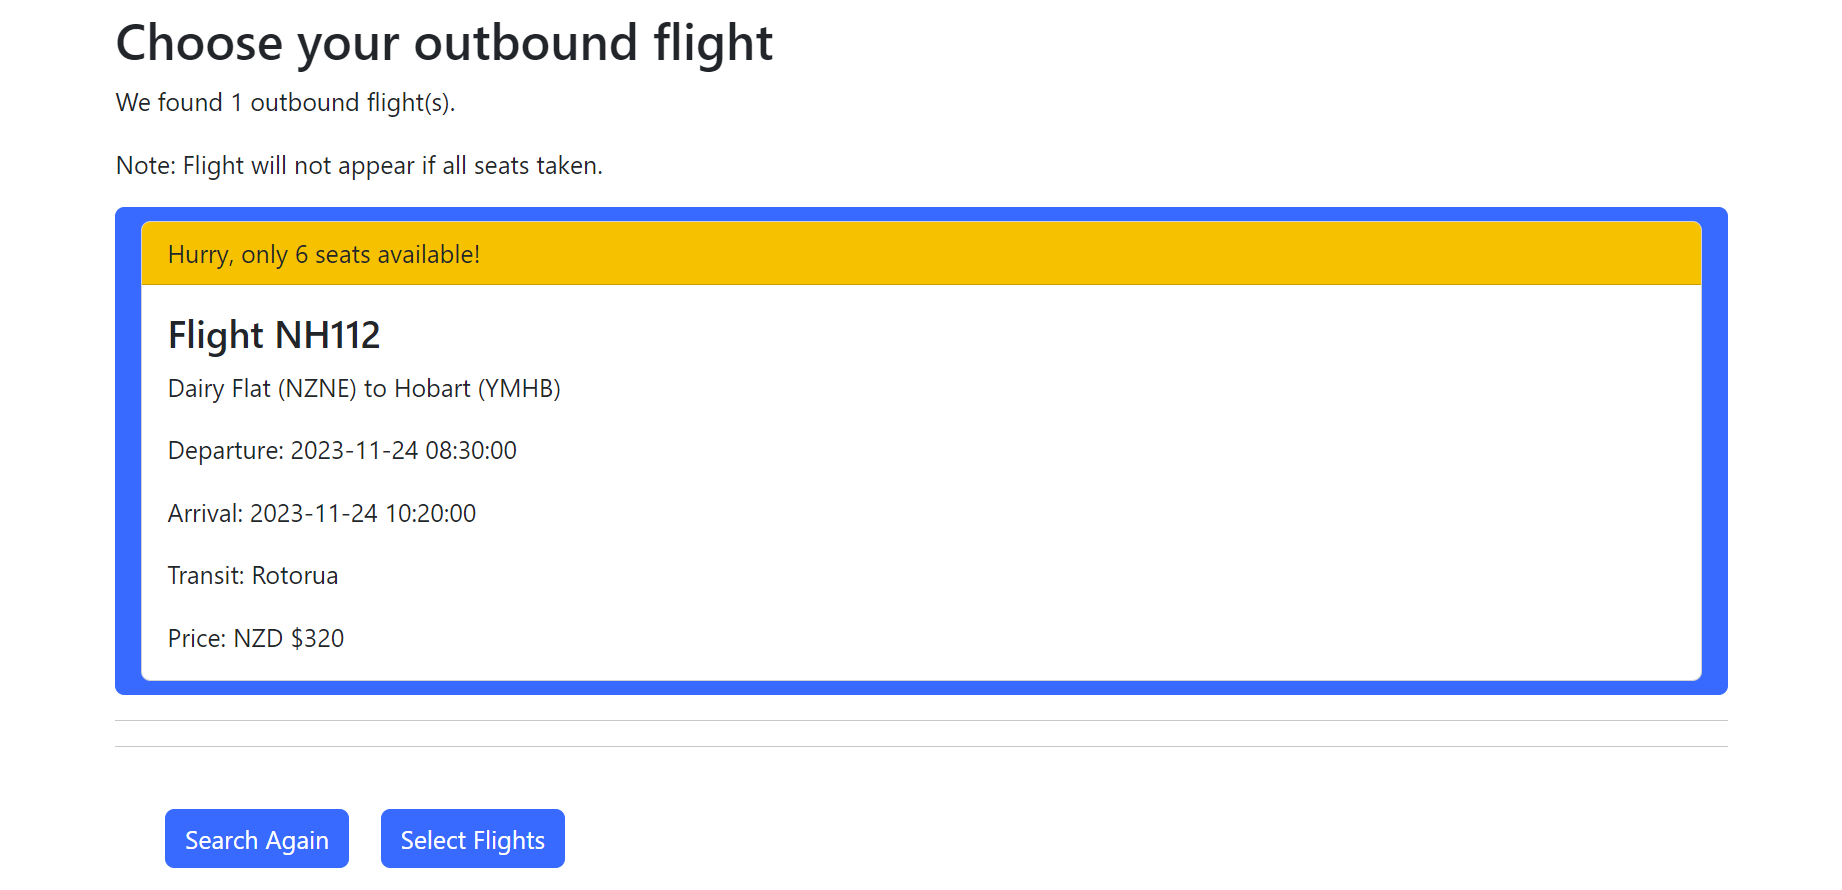 Choose your outbound flight
We found 1 outbound flight(s).
Note: Flight will not appear if all seats taken.
Hurry, only 6 seats available!
Flight NH112
Dairy Flat (NZNE) to Hobart (YMHB)
Departure: 2023-11-24 08:30:00
Arrival: 2023-11-24 10:20:00
Transit: Rotorua
Price: NZD $320
Search Again
Select Flights